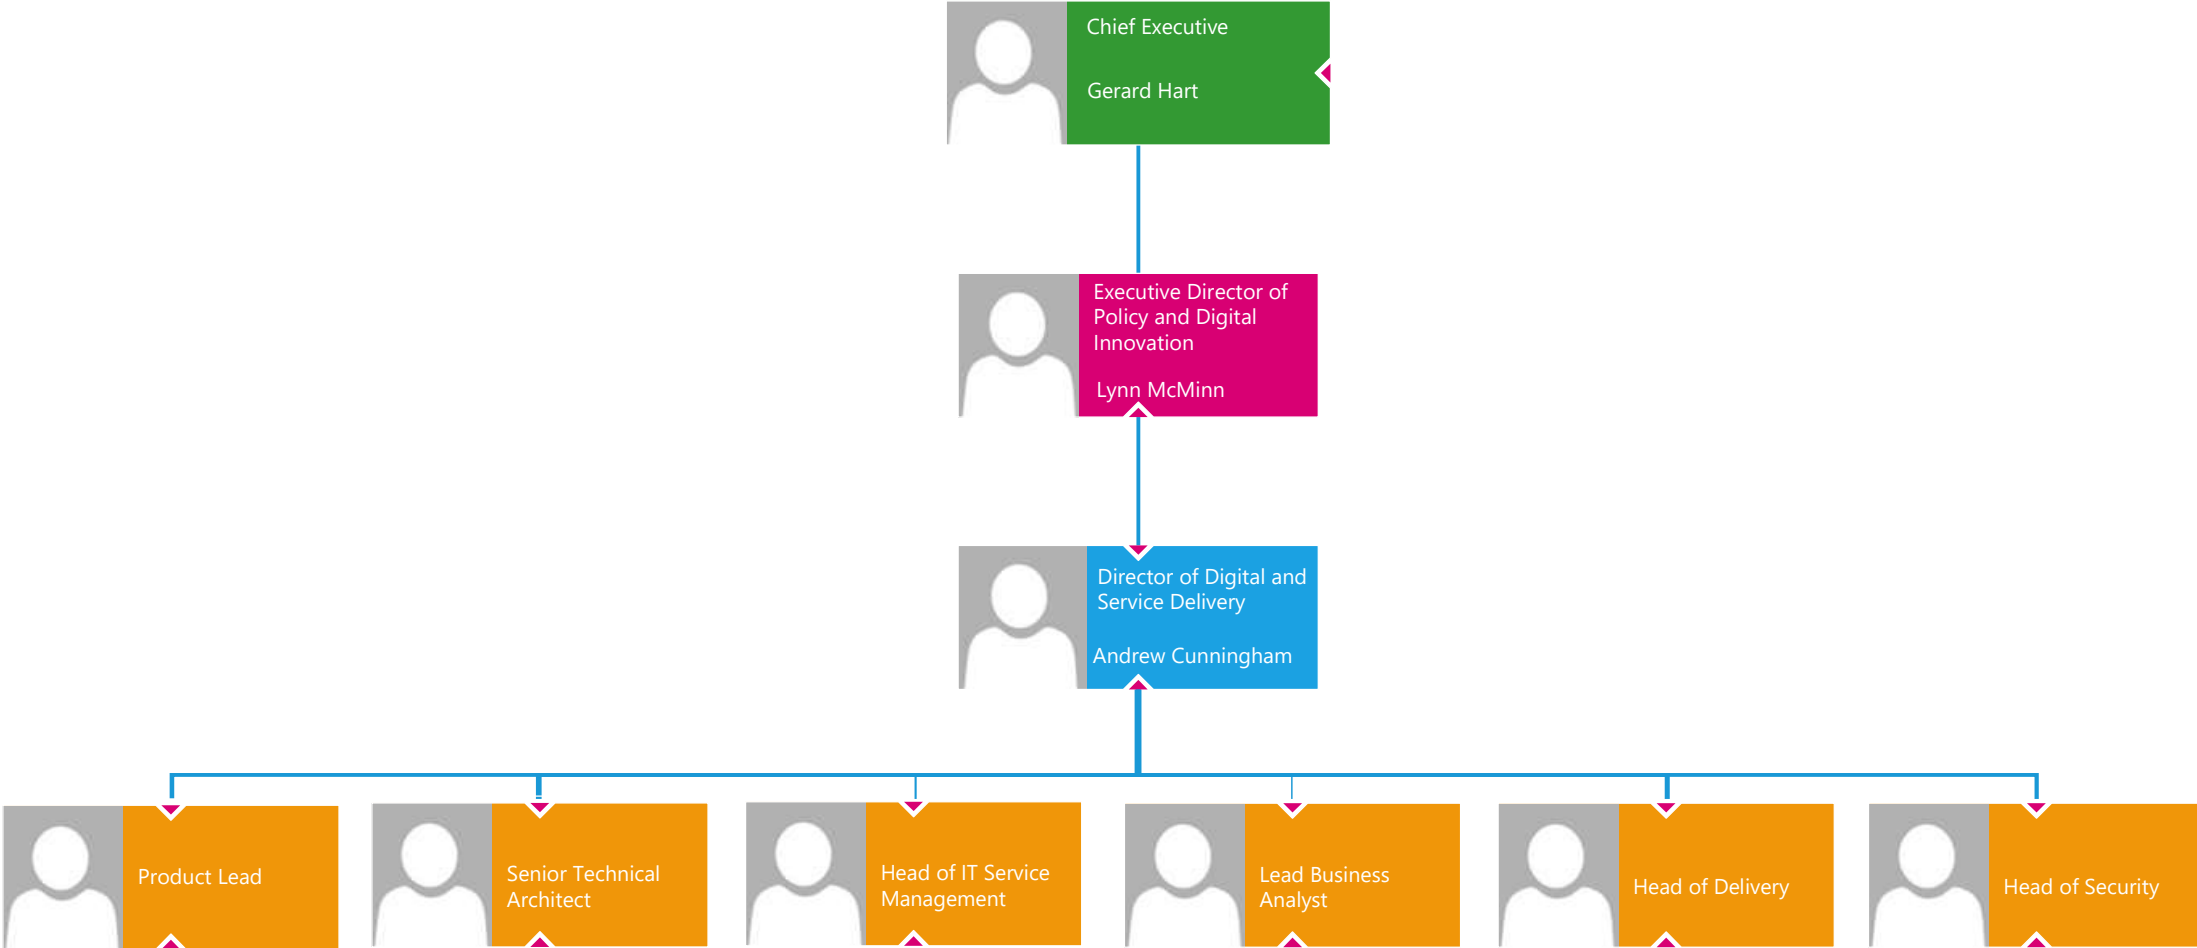 Chief Executive
Gerard Hart
Executive Director of
Policy and Digital
Innovation
Lynn McMinn
Director of Digital and
Service Delivery
Andrew Cunningham
Product Lead
Senior Technical
Architect
Head of IT Service
Management
Lead Business
Analyst
Head of Delivery
Head of Security